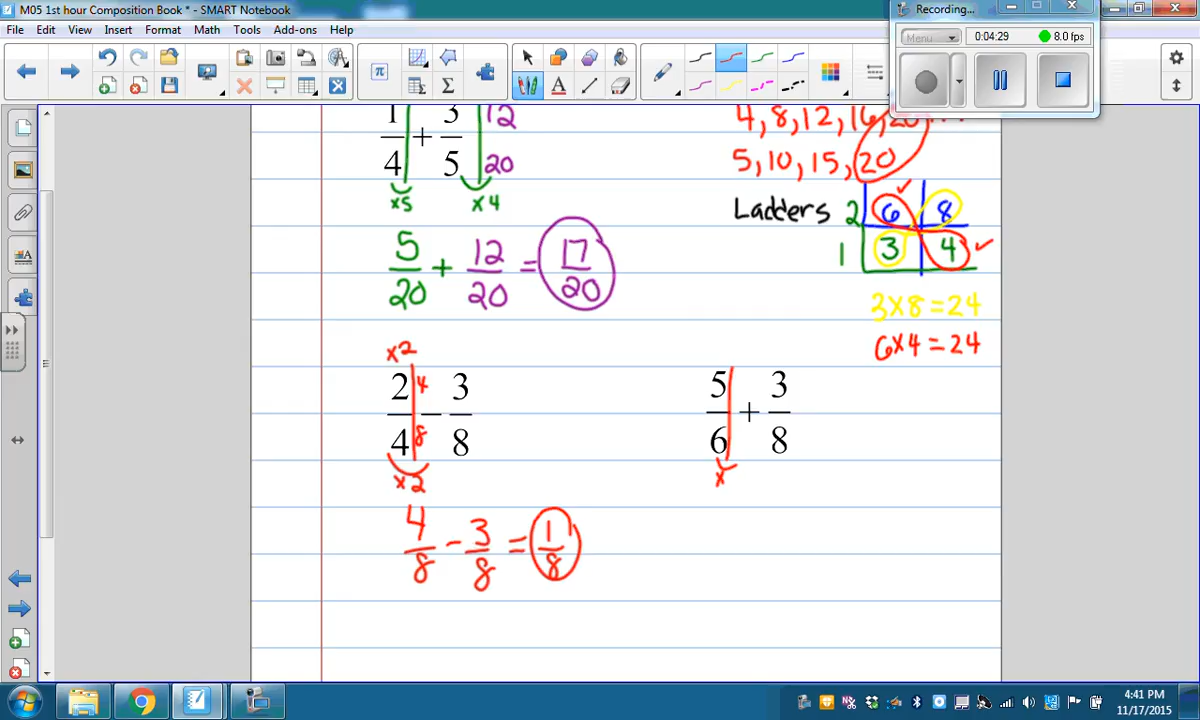 M05 1st hour Composition Book * - SMART Notebook
Recording...
File Edit View Insert Format Math Tools Add-ons Help
Menu 0:04:29 8.0 fps
1/4 + 3/5 12 20
x5 x4
4, 8, 12, 16, 20, ...
5, 10, 15, 20
Ladders 2 6 8
1 3 4
5/20 + 12/20 = 17/20
3x8=24
6x4=24
x2
2/4 4/8 - 3/8
x2
5/6 + 3/8
x
4/8 - 3/8 = 1/8
4:41 PM
11/17/2015